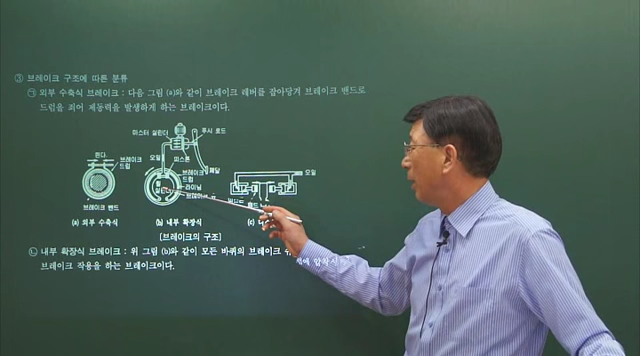 ③ 브레이크 구조에 따른 분류
㉠ 외부 수축식 브레이크 : 다음 그림 (a)와 같이 브레이크 레버를 잡아당겨 브레이크 밴드로
드럼을 죄어 제동력을 발생하게 하는 브레이크이다.
마스터 실린더
푸시 로드
민다
브레이크
드럼
오일
피스톤
페달
브레이크
드럼
오일
휠
라이닝
브레이크 밴드
(a) 외부 수축식
(b) 내부 확장식
(c)
[브레이크의 구조]
㉡ 내부 확장식 브레이크 : 위 그림 (b)와 같이 모든 바퀴의 브레이크
브레이크 작용을 하는 브레이크이다.